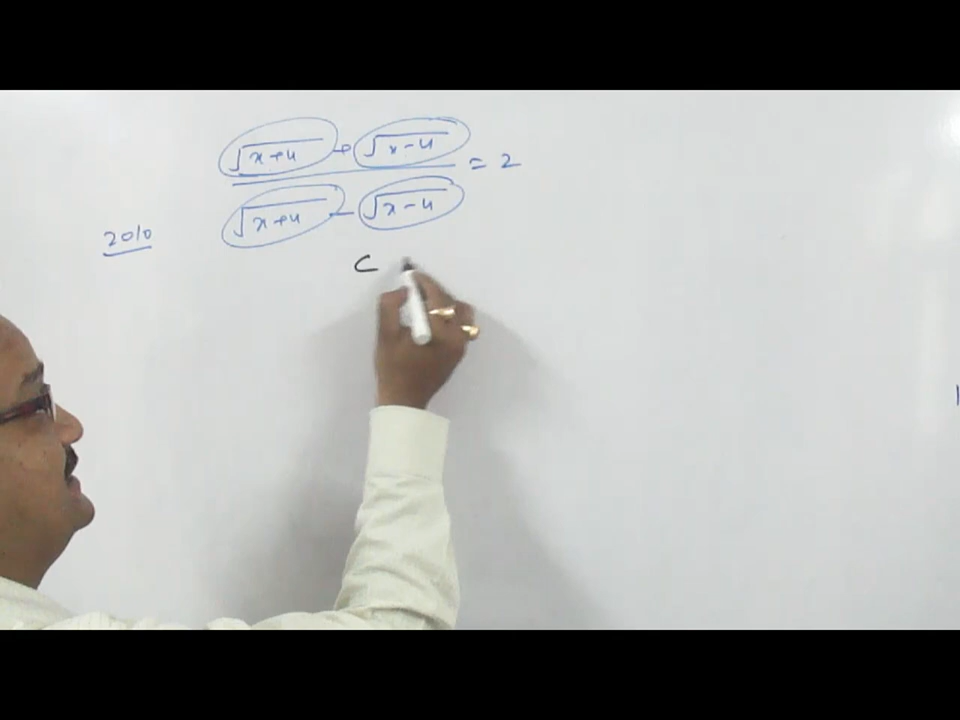 √x+4 + √x-4
= 2
√x+4 - √x-4
2010
C